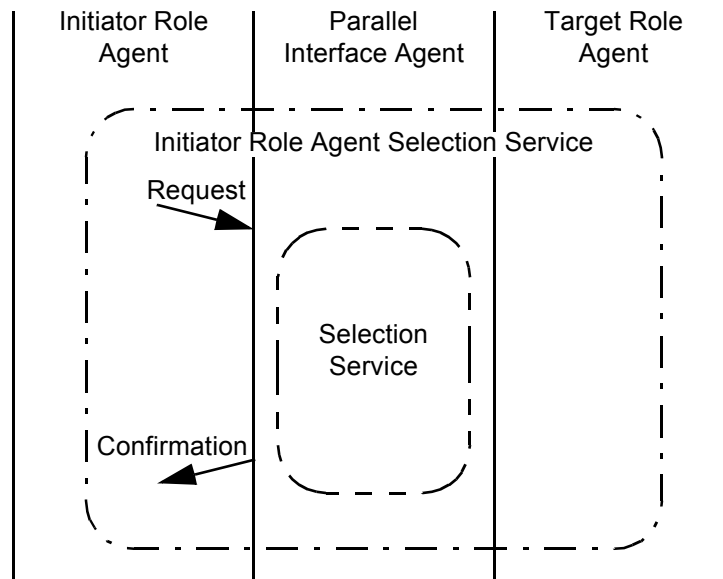 Initiator Role
Agent
Parallel
Interface Agent
Target Role
Agent
Initiator Role Agent Selection Service
Request
Selection
Service
Confirmation